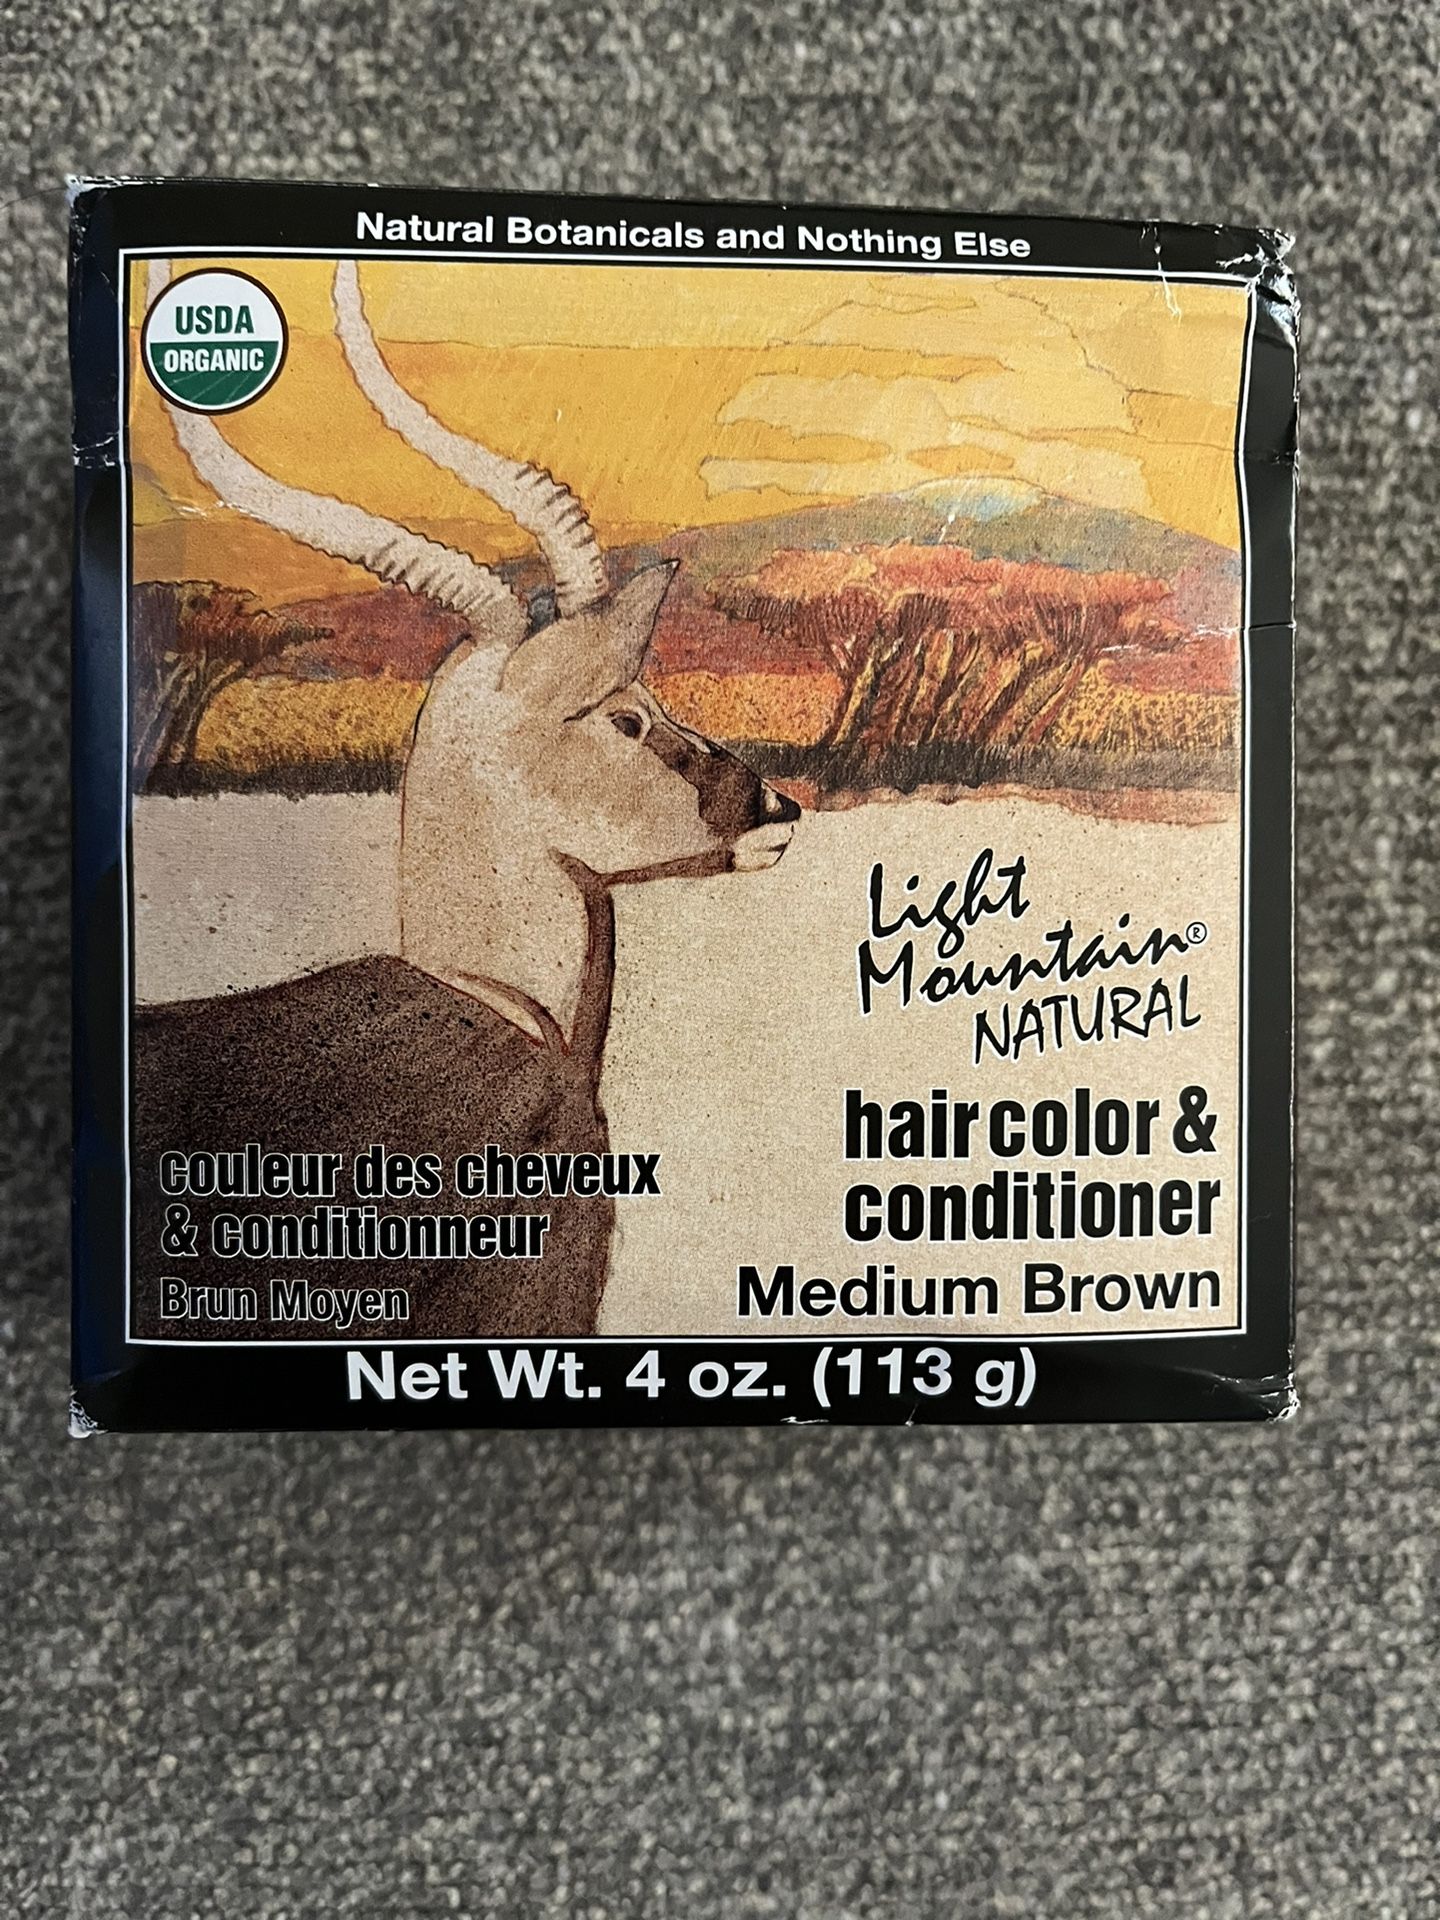 Natural Botanicals and Nothing Else
USDA
ORGANIC
Light
Mountain®
NATURAL
hair color &
conditioner
Medium Brown
couleur des cheveux
& conditionneur
Brun Moyen
Net Wt. 4 oz. (113 g)